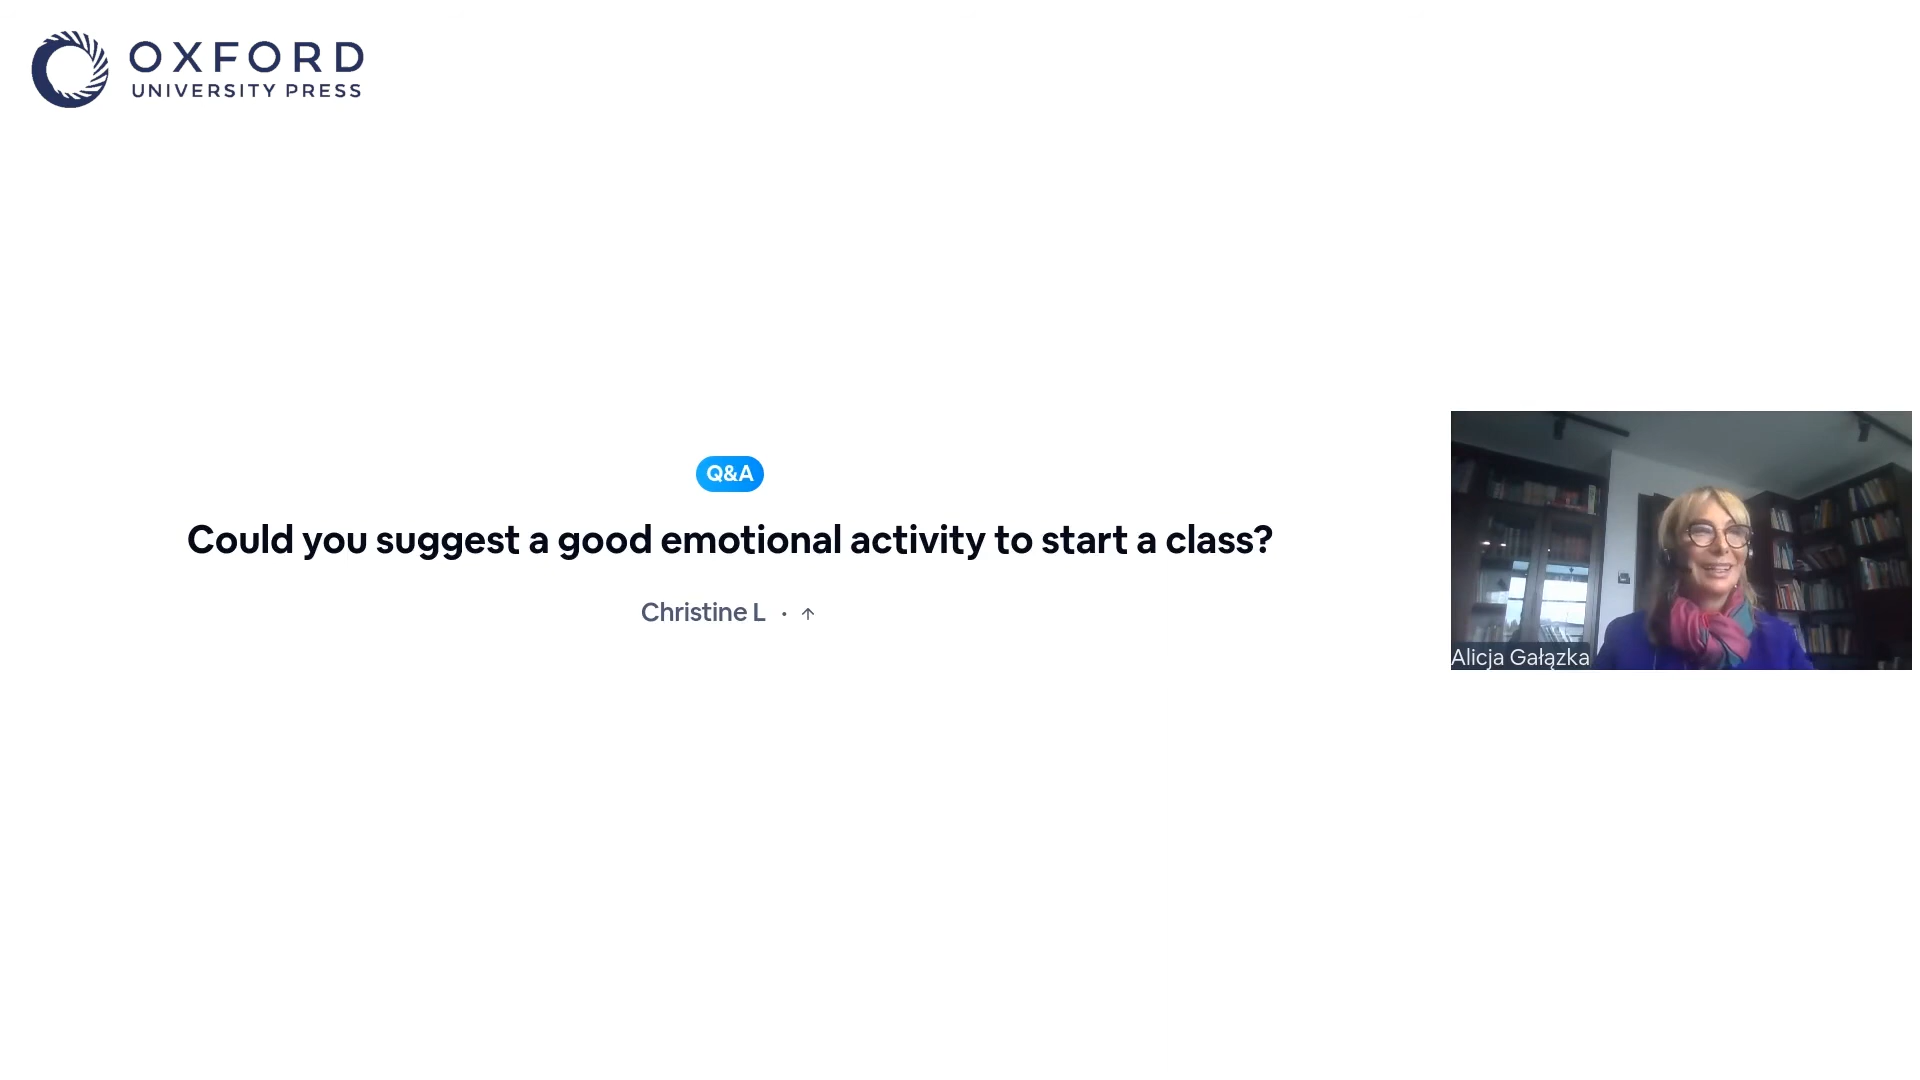 OXFORD
UNIVERSITY PRESS
Q&A
Could you suggest a good emotional activity to start a class?
Christine L · ↑
Alicja Gałązka